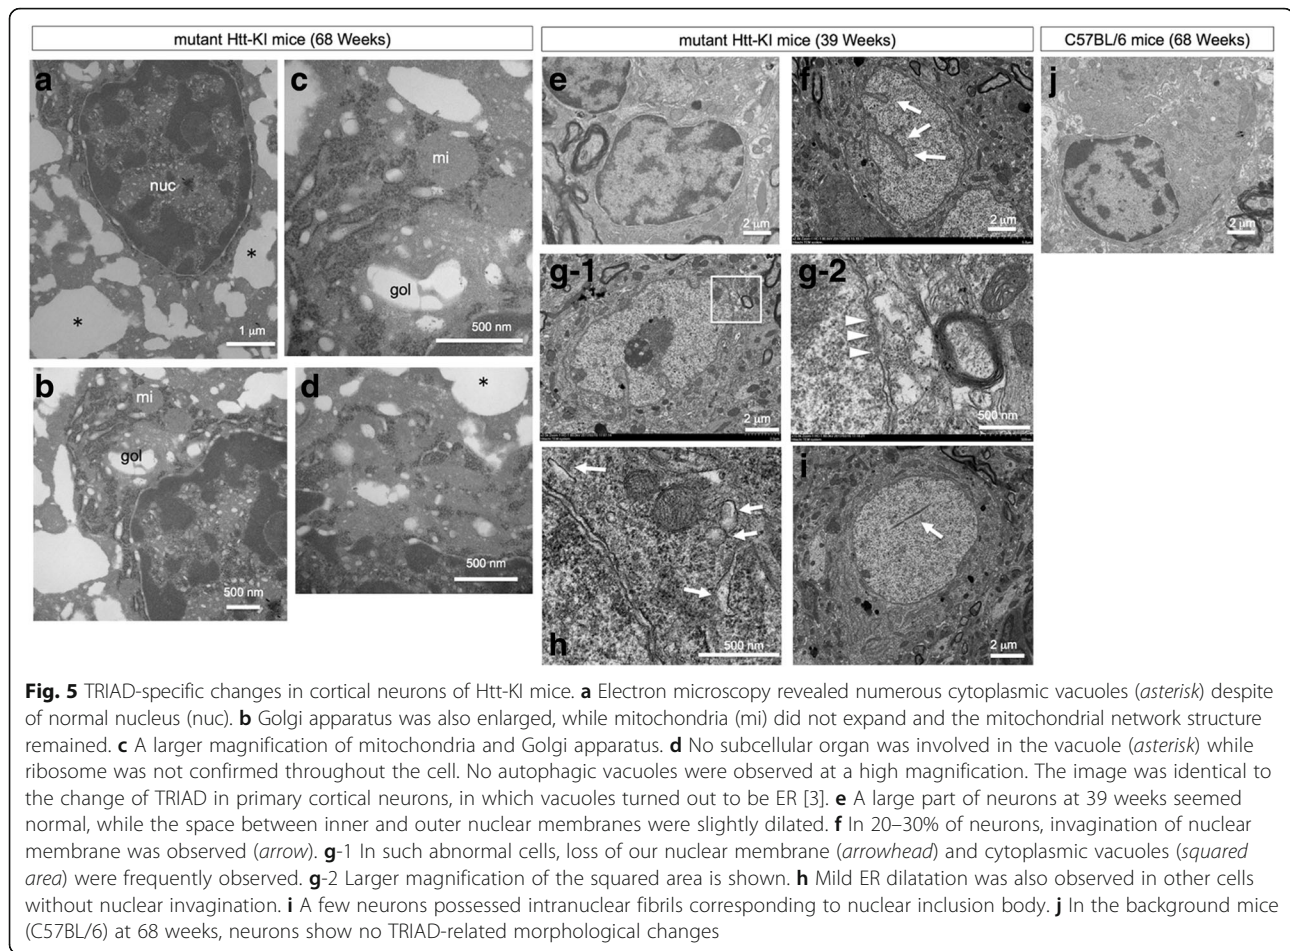 mutant Htt-KI mice (68 Weeks)
mutant Htt-KI mice (39 Weeks)
C57BL/6 mice (68 Weeks)
a
nuc
*
*
1 µm
c
mi
gol
500 nm
b
mi
gol
500 nm
d
*
500 nm
e
2 µm
f
2 µm
g-1
2 µm
g-2
500 nm
h
500 nm
i
2 µm
j
2 µm
Fig. 5 TRIAD-specific changes in cortical neurons of Htt-KI mice. a Electron microscopy revealed numerous cytoplasmic vacuoles (asterisk) despite
of normal nucleus (nuc). b Golgi apparatus was also enlarged, while mitochondria (mi) did not expand and the mitochondrial network structure
remained. c A larger magnification of mitochondria and Golgi apparatus. d No subcellular organ was involved in the vacuole (asterisk) while
ribosome was not confirmed throughout the cell. No autophagic vacuoles were observed at a high magnification. The image was identical to
the change of TRIAD in primary cortical neurons, in which vacuoles turned out to be ER [3]. e A large part of neurons at 39 weeks seemed
normal, while the space between inner and outer nuclear membranes were slightly dilated. f In 20–30% of neurons, invagination of nuclear
membrane was observed (arrow). g-1 In such abnormal cells, loss of our nuclear membrane (arrowhead) and cytoplasmic vacuoles (squared
area) were frequently observed. g-2 Larger magnification of the squared area is shown. h Mild ER dilatation was also observed in other cells
without nuclear invagination. i A few neurons possessed intranuclear fibrils corresponding to nuclear inclusion body. j In the background mice
(C57BL/6) at 68 weeks, neurons show no TRIAD-related morphological changes